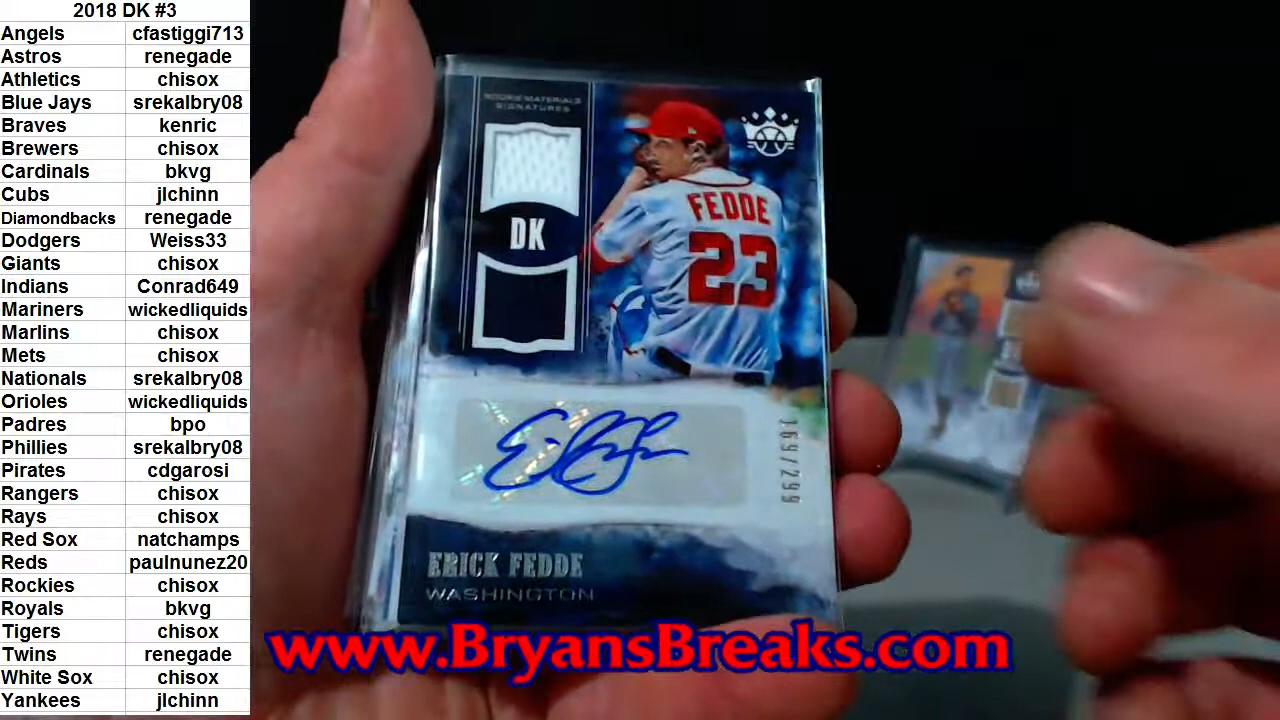 2018 DK #3
Angels cfastiggi713
Astros renegade
Athletics chisox
Blue Jays srekalbry08
Braves kenric
Brewers chisox
Cardinals bkvg
Cubs jlchinn
Diamondbacks renegade
Dodgers Weiss33
Giants chisox
Indians Conrad649
Mariners wickedliquids
Marlins chisox
Mets chisox
Nationals srekalbry08
Orioles wickedliquids
Padres bpo
Phillies srekalbry08
Pirates cdgarosi
Rangers chisox
Rays chisox
Red Sox natchamps
Reds paulnunez20
Rockies chisox
Royals bkvg
Tigers chisox
Twins renegade
White Sox chisox
Yankees jlchinn
ROOKIE MATERIALS
SIGNATURES
DK
FEDDE
23
169/299
ERICK FEDDE
WASHINGTON
www.BryansBreaks.com